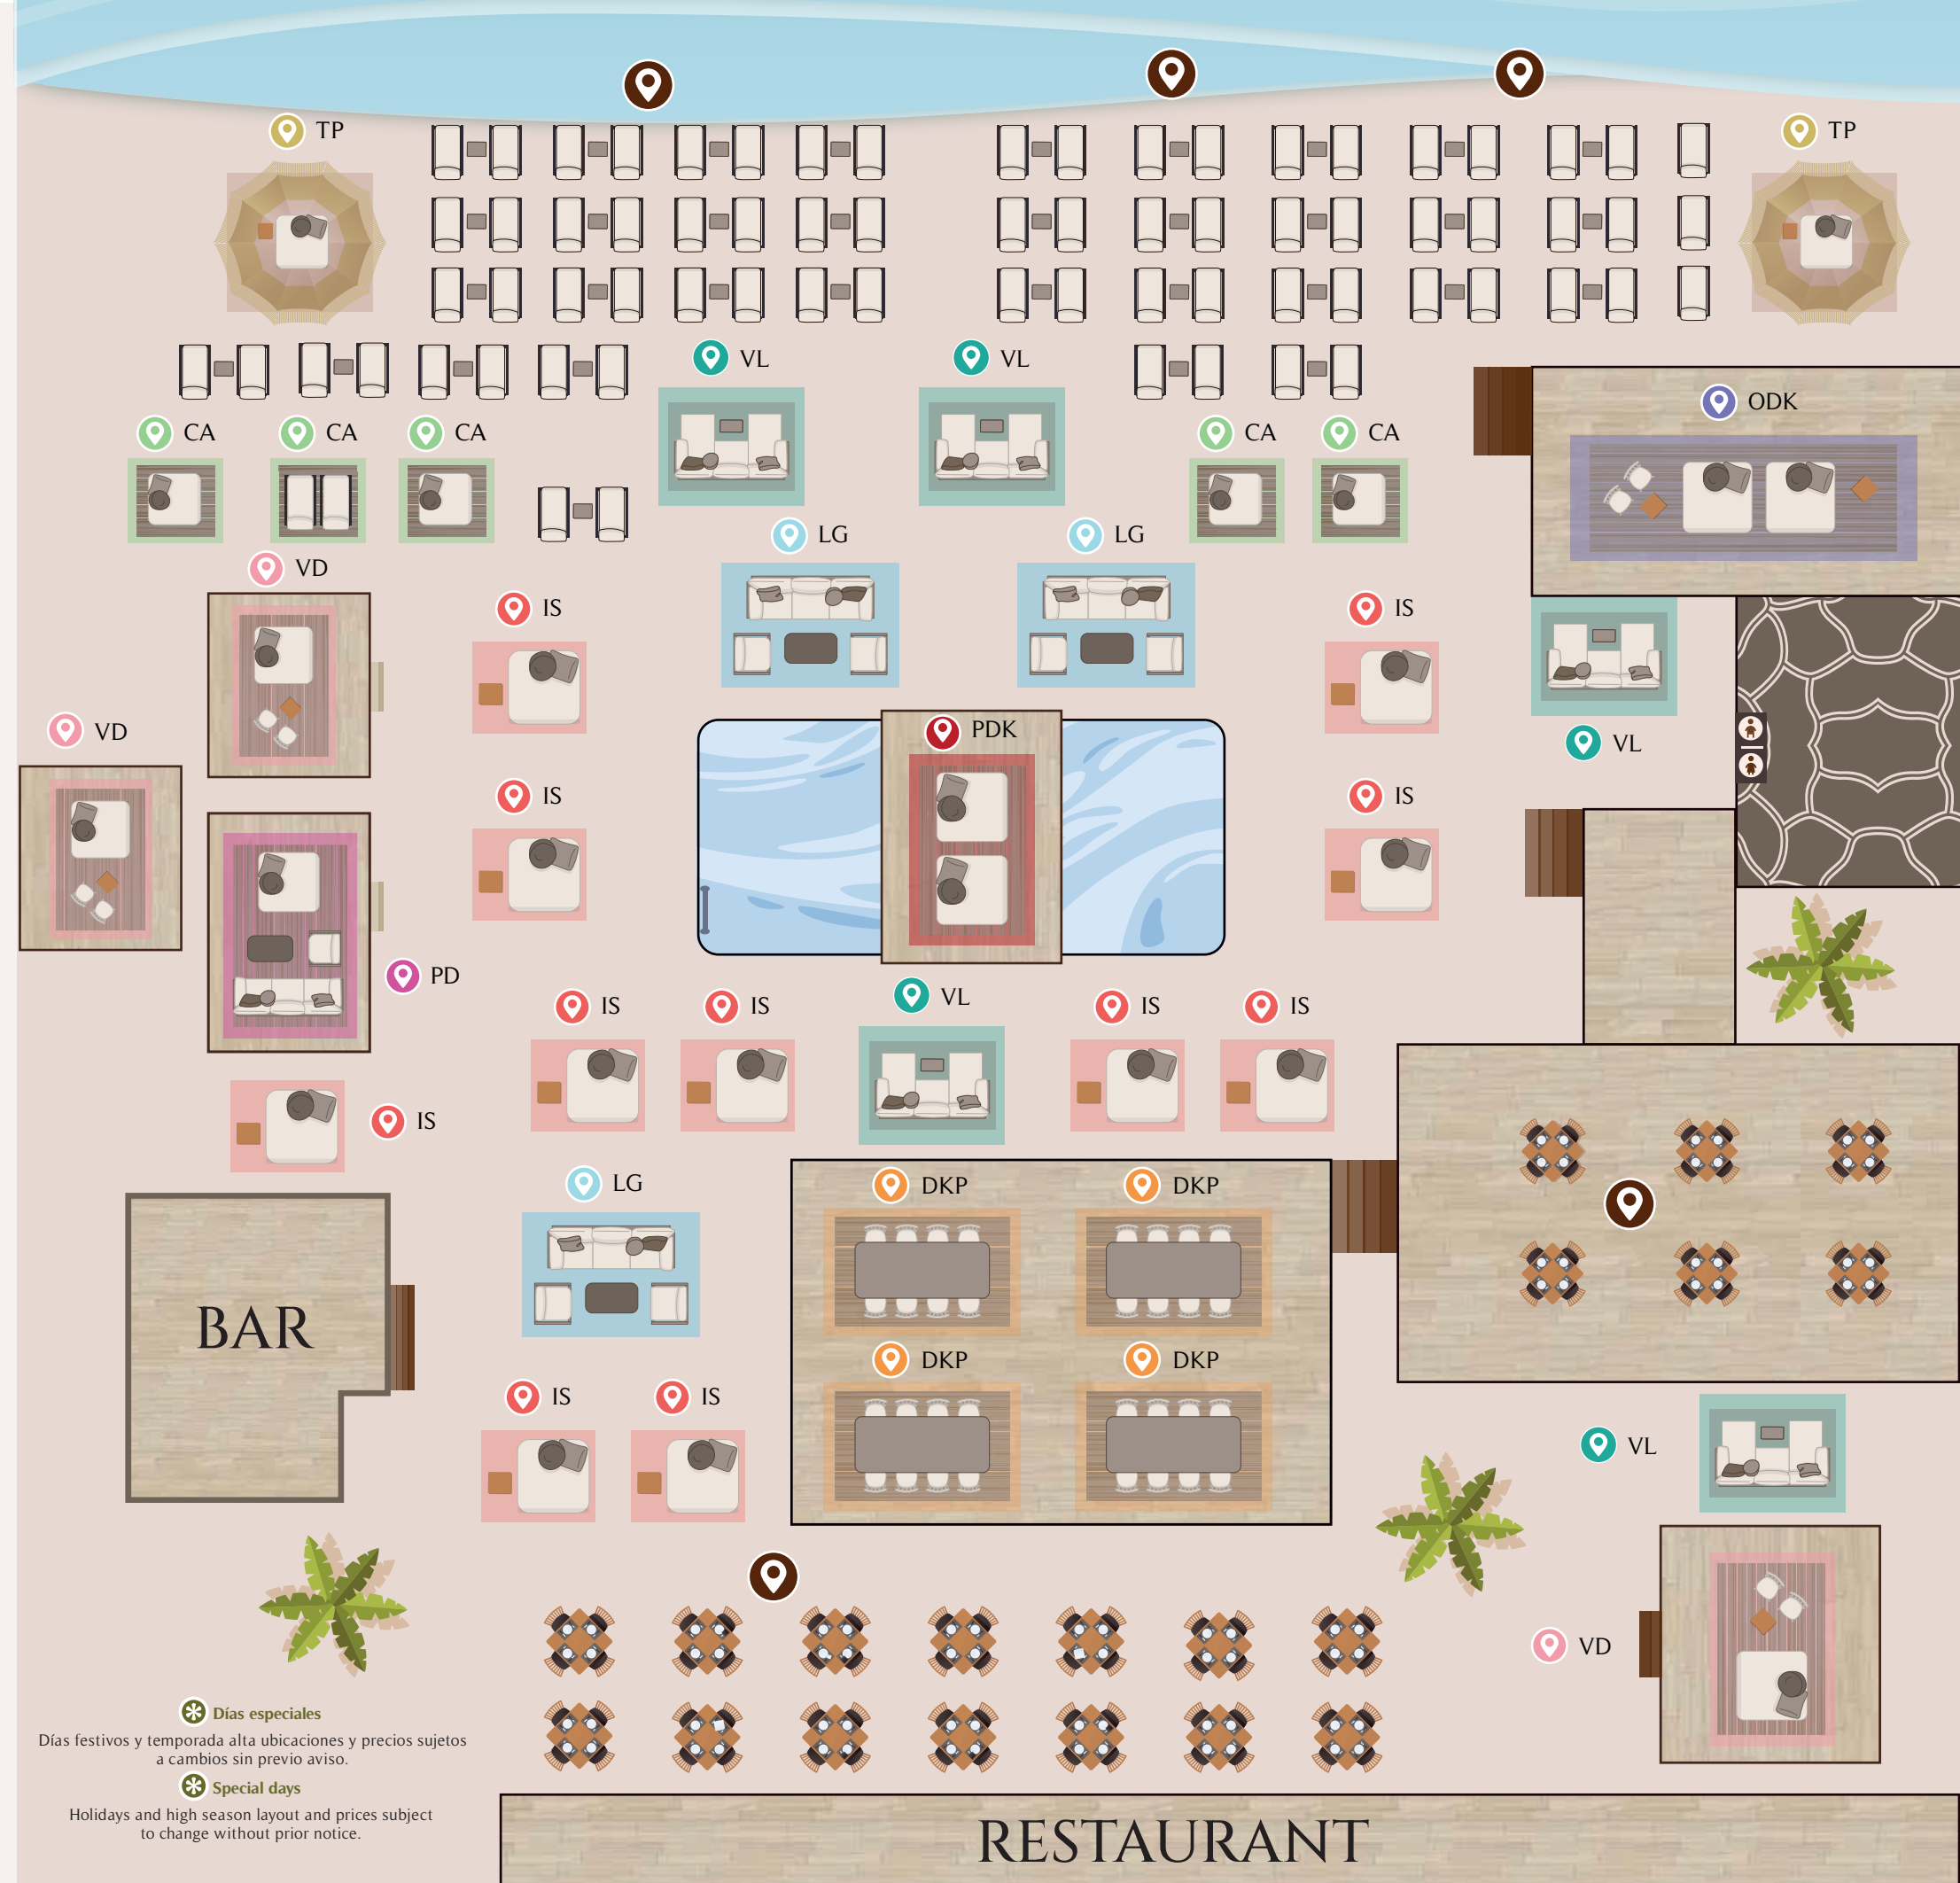 TP
TP
VL
VL
ODK
CA
CA
CA
CA
CA
LG
LG
VD
IS
IS
VD
PDK
VL
IS
IS
PD
VL
IS
IS
IS
IS
IS
LG
DKP
DKP
BAR
DKP
DKP
IS
IS
VL
VD
Días especiales
Días festivos y temporada alta ubicaciones y precios sujetos
a cambios sin previo aviso.
Special days
Holidays and high season layout and prices subject
to change without prior notice.
RESTAURANT